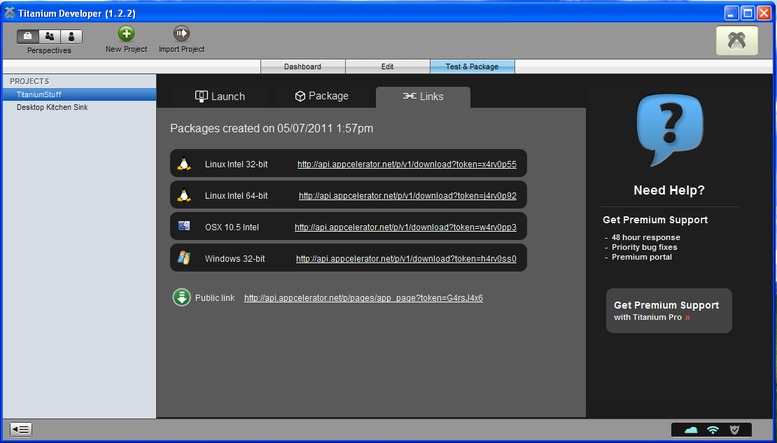 Titanium Developer (1.2.2)
Perspectives
New Project
Import Project
Dashboard
Edit
Test & Package
PROJECTS
TitaniumStuff
Desktop Kitchen Sink
Launch
Package
Links
Packages created on 05/07/2011 1:57pm
Linux Intel 32-bit http://api.appcelerator.net/p/v1/download?token=x4rv0p55
Linux Intel 64-bit http://api.appcelerator.net/p/v1/download?token=i4rv0p92
OSX 10.5 Intel http://api.appcelerator.net/p/v1/download?token=w4rv0pp3
Windows 32-bit http://api.appcelerator.net/p/v1/download?token=h4rv0ss0
Public link http://api.appcelerator.net/p/pages/app_page?token=G4rsJ4x6
Need Help?
Get Premium Support
- 48 hour response
- Priority bug fixes
- Premium portal
Get Premium Support
with Titanium Pro »